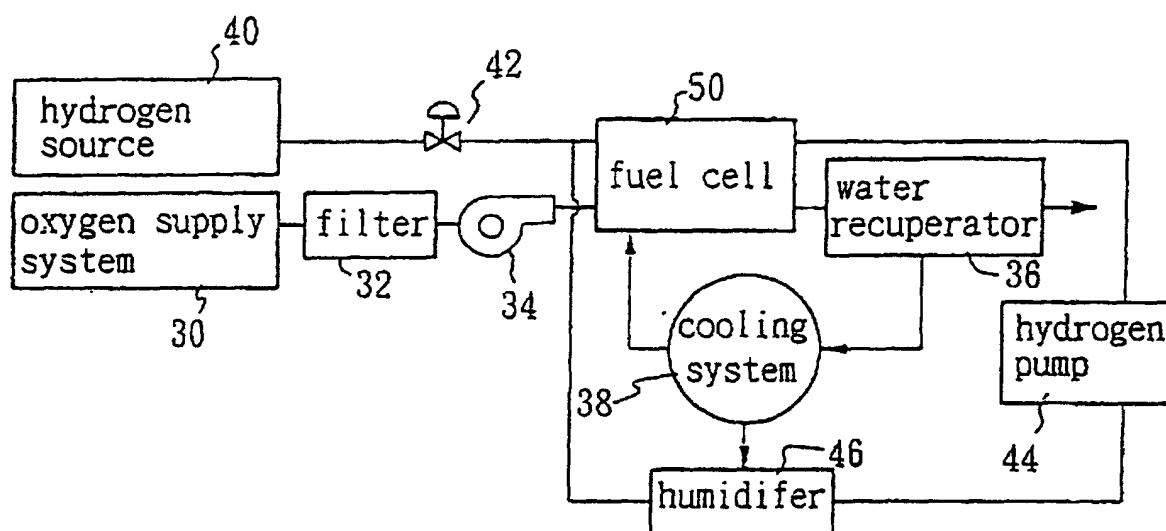 40
hydrogen
source
42
50
fuel cell
water
recuperator
36
oxygen supply
system
30
filter
32
34
cooling
system
38
hydrogen
pump
44
46
humidifer